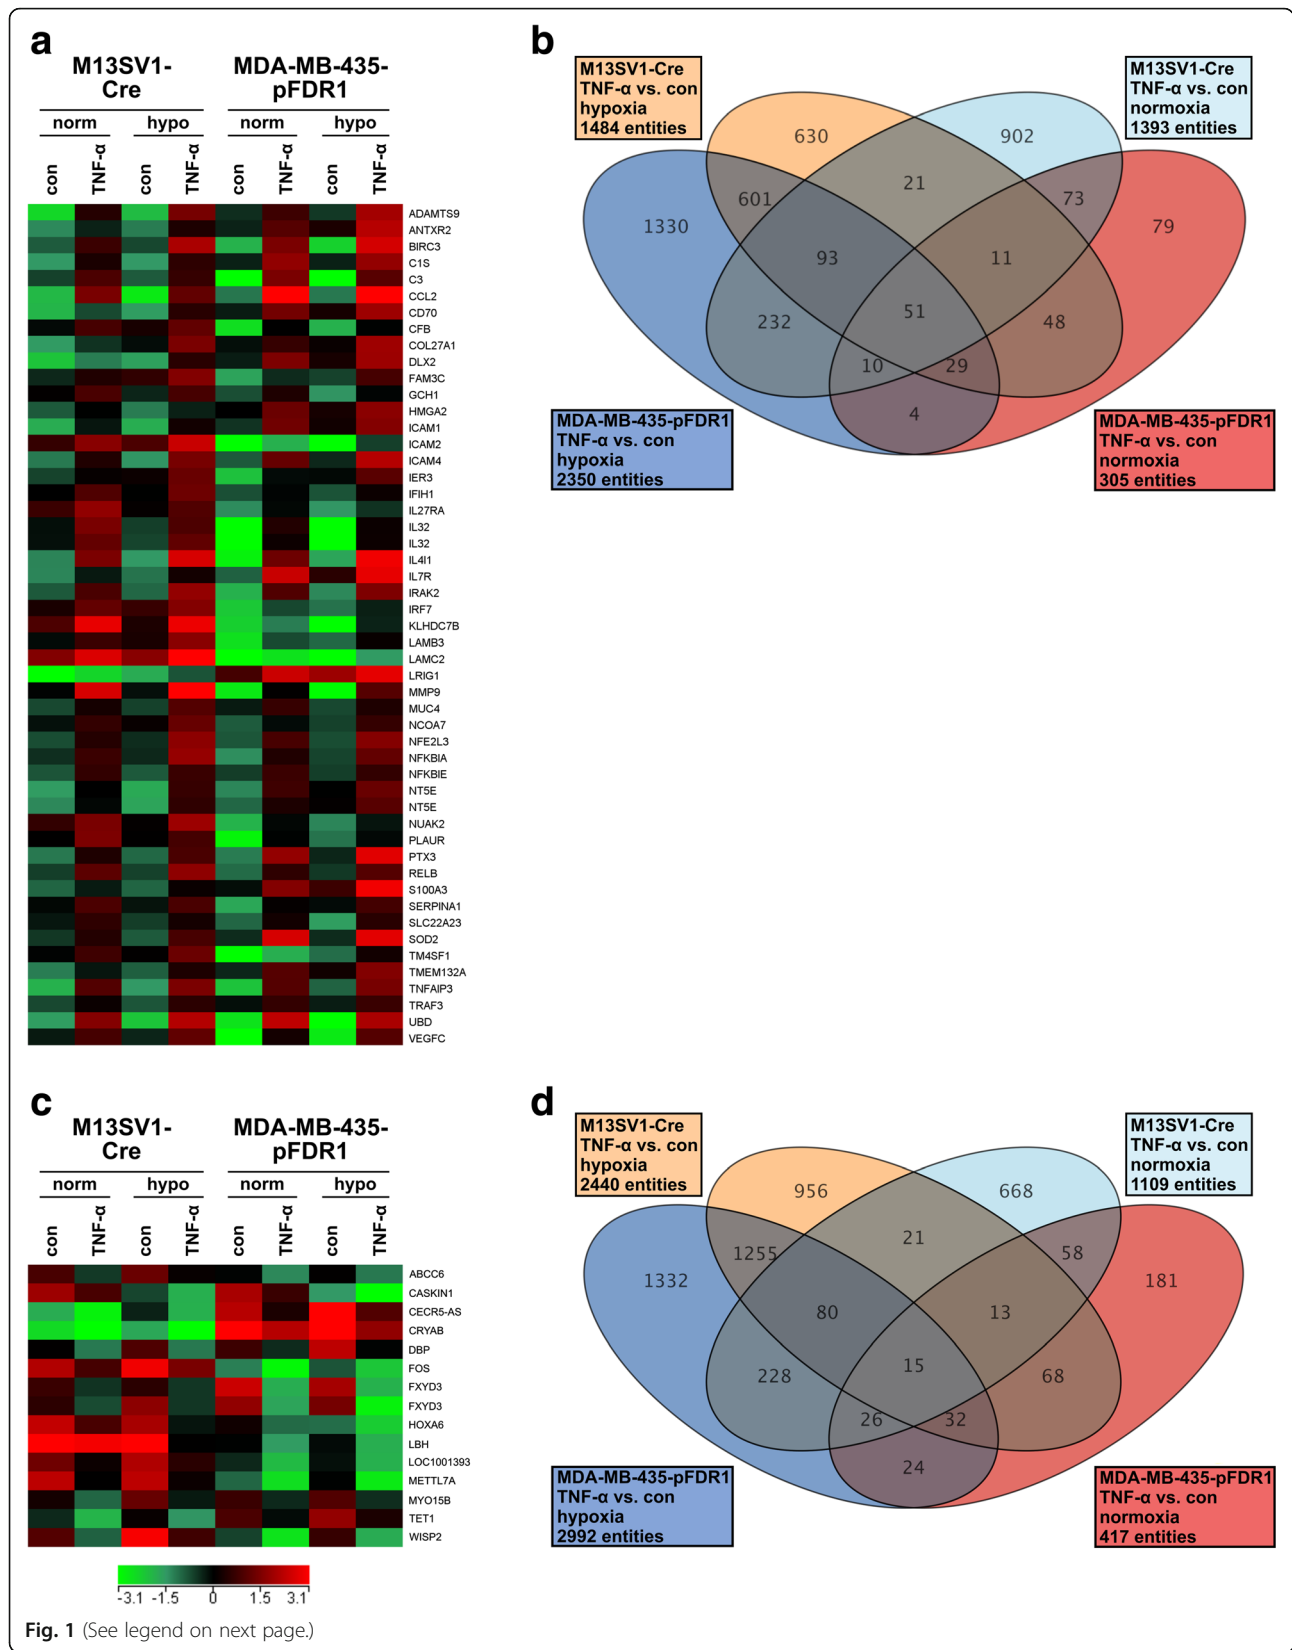 a
M13SV1-
Cre
MDA-MB-435-
pFDR1
norm
hypo
norm
hypo
con
TNF-α
con
TNF-α
con
TNF-α
con
TNF-α
ADAMTS9
ANTXR2
BIRC3
C1S
C3
CCL2
CD70
CFB
COL27A1
DLX2
FAM3C
GCH1
HMGA2
ICAM1
ICAM2
ICAM4
IER3
IFIH1
IL27RA
IL32
IL32
IL4I1
IL7R
IRAK2
IRF7
KLHDC7B
LAMB3
LAMC2
LRIG1
MMP9
MUC4
NCOA7
NFE2L3
NFKBIA
NFKBIE
NT5E
NT5E
NUAK2
PLAUR
PTX3
RELB
S100A3
SERPINA1
SLC22A23
SOD2
TM4SF1
TMEM132A
TNFAIP3
TRAF3
UBD
VEGFC
b
M13SV1-Cre
TNF-α vs. con
hypoxia
1484 entities
M13SV1-Cre
TNF-α vs. con
normoxia
1393 entities
630
902
21
601
73
1330
79
93
11
51
232
48
10
29
4
MDA-MB-435-pFDR1
TNF-α vs. con
hypoxia
2350 entities
MDA-MB-435-pFDR1
TNF-α vs. con
normoxia
305 entities
c
M13SV1-
Cre
MDA-MB-435-
pFDR1
norm
hypo
norm
hypo
con
TNF-α
con
TNF-α
con
TNF-α
con
TNF-α
ABCC6
CASKIN1
CECR5-AS
CRYAB
DBP
FOS
FXYD3
FXYD3
HOXA6
LBH
LOC1001393
METTL7A
MYO15B
TET1
WISP2
-3.1 -1.5 0 1.5 3.1
d
M13SV1-Cre
TNF-α vs. con
hypoxia
2440 entities
M13SV1-Cre
TNF-α vs. con
normoxia
1109 entities
956
668
21
1255
58
1332
181
80
13
15
228
68
26
32
24
MDA-MB-435-pFDR1
TNF-α vs. con
hypoxia
2992 entities
MDA-MB-435-pFDR1
TNF-α vs. con
normoxia
417 entities
Fig. 1 (See legend on next page.)